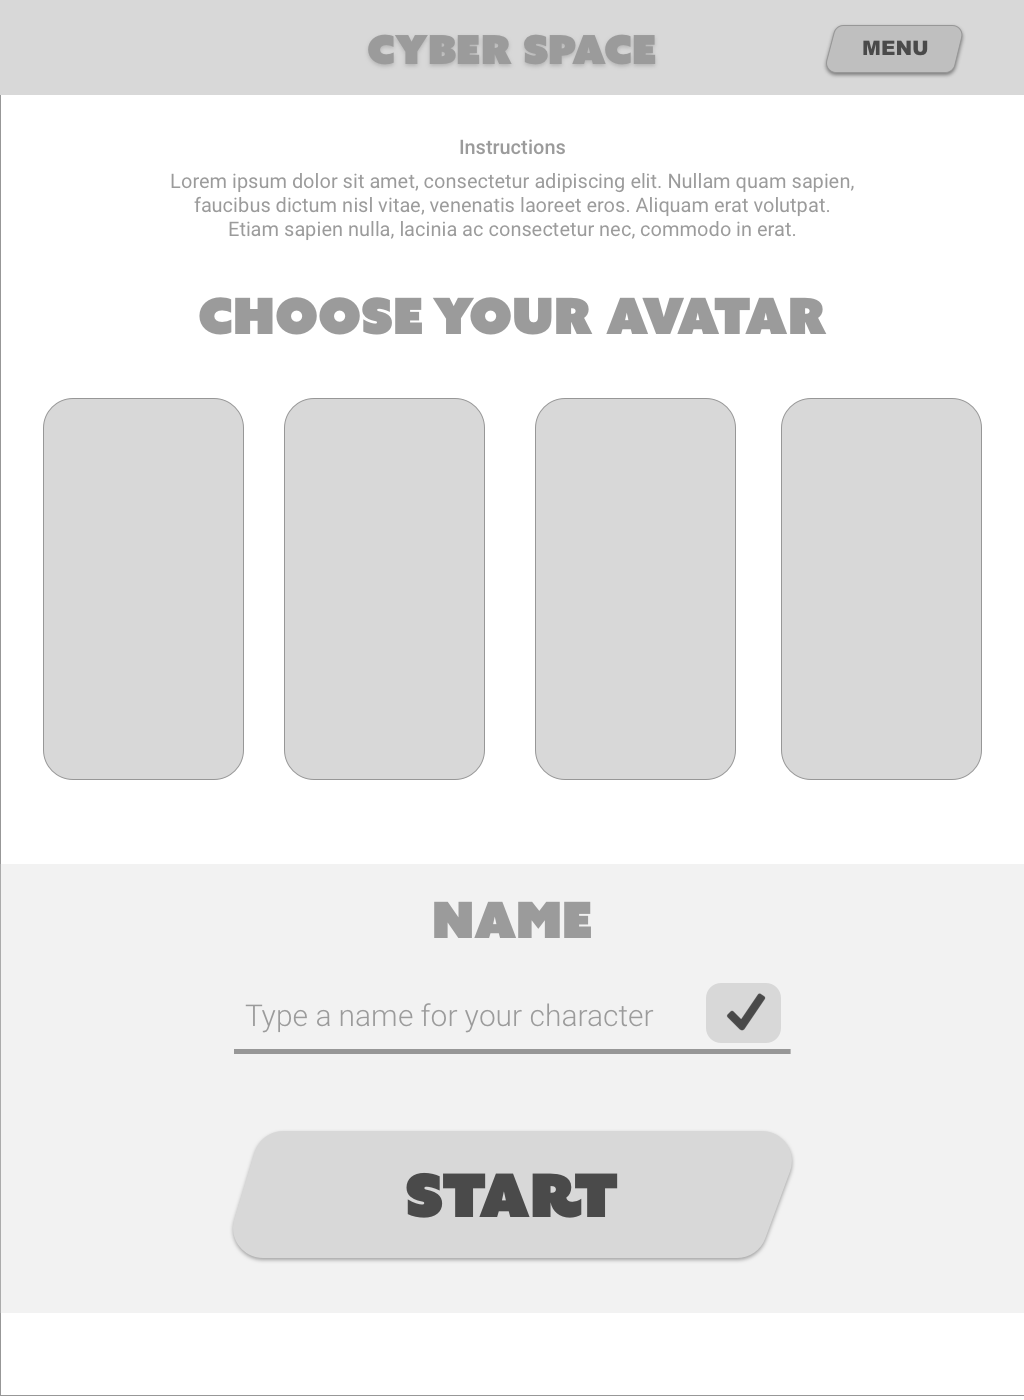 CYBER SPACE
MENU
Instructions
Lorem ipsum dolor sit amet, consectetur adipiscing elit. Nullam quam sapien,
faucibus dictum nisl vitae, venenatis laoreet eros. Aliquam erat volutpat.
Etiam sapien nulla, lacinia ac consectetur nec, commodo in erat.
CHOOSE YOUR AVATAR
NAME
Type a name for your character
START